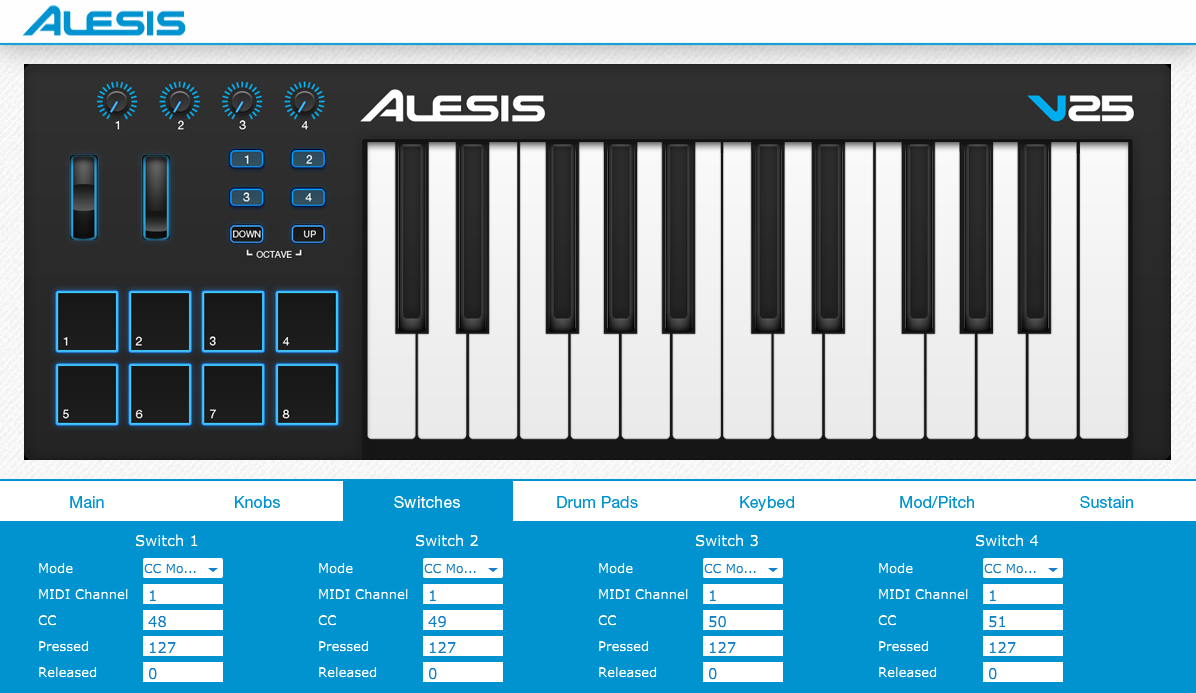 ALESIS
1 2 3 4
ALESIS
V25
1 2
3 4
DOWN UP
OCTAVE
1 2 3 4
5 6 7 8
Main Knobs Switches Drum Pads Keybed Mod/Pitch Sustain
Switch 1 Switch 2 Switch 3 Switch 4
Mode CC Mo... Mode CC Mo... Mode CC Mo... Mode CC Mo...
MIDI Channel 1 MIDI Channel 1 MIDI Channel 1 MIDI Channel 1
CC 48 CC 49 CC 50 CC 51
Pressed 127 Pressed 127 Pressed 127 Pressed 127
Released 0 Released 0 Released 0 Released 0